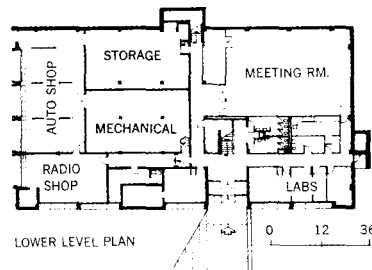 STORAGE
MEETING RM.
AUTO SHOP
MECHANICAL
RADIO
SHOP
LABS
LOWER LEVEL PLAN
0 12 36